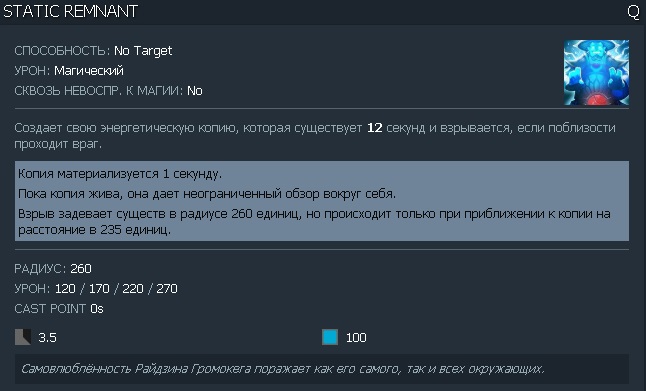 STATIC REMNANT Q
СПОСОБНОСТЬ: No Target
УРОН: Магический
СКВОЗЬ НЕВОСПР. К МАГИИ: No
Создает свою энергетическую копию, которая существует 12 секунд и взрывается, если поблизости
проходит враг.
Копия материализуется 1 секунду.
Пока копия жива, она дает неограниченный обзор вокруг себя.
Взрыв задевает существ в радиусе 260 единиц, но происходит только при приближении к копии на
расстояние в 235 единиц.
РАДИУС: 260
УРОН: 120 / 170 / 220 / 270
CAST POINT 0s
3.5 100
Самовлюблённость Райдзина Громокега поражает как его самого, так и всех окружающих.